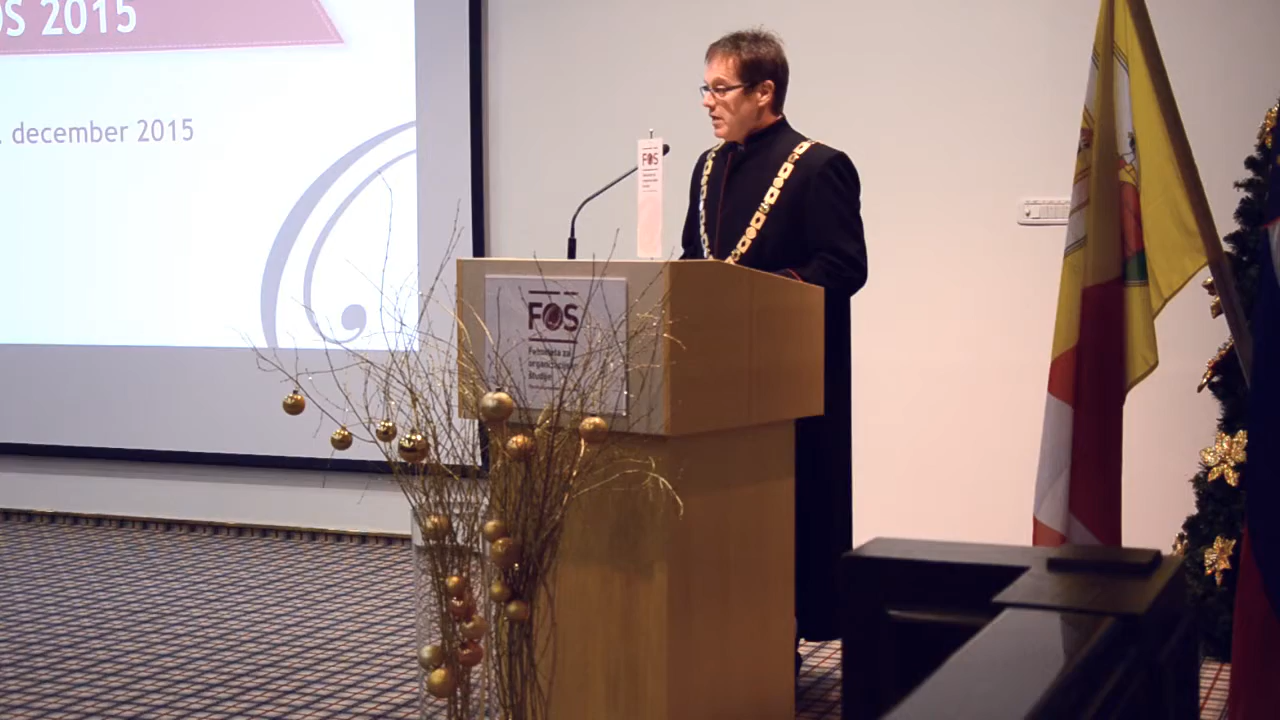 OS 2015
. december 2015
FOS
FOS
Fakulteta za
organizacijske
študije